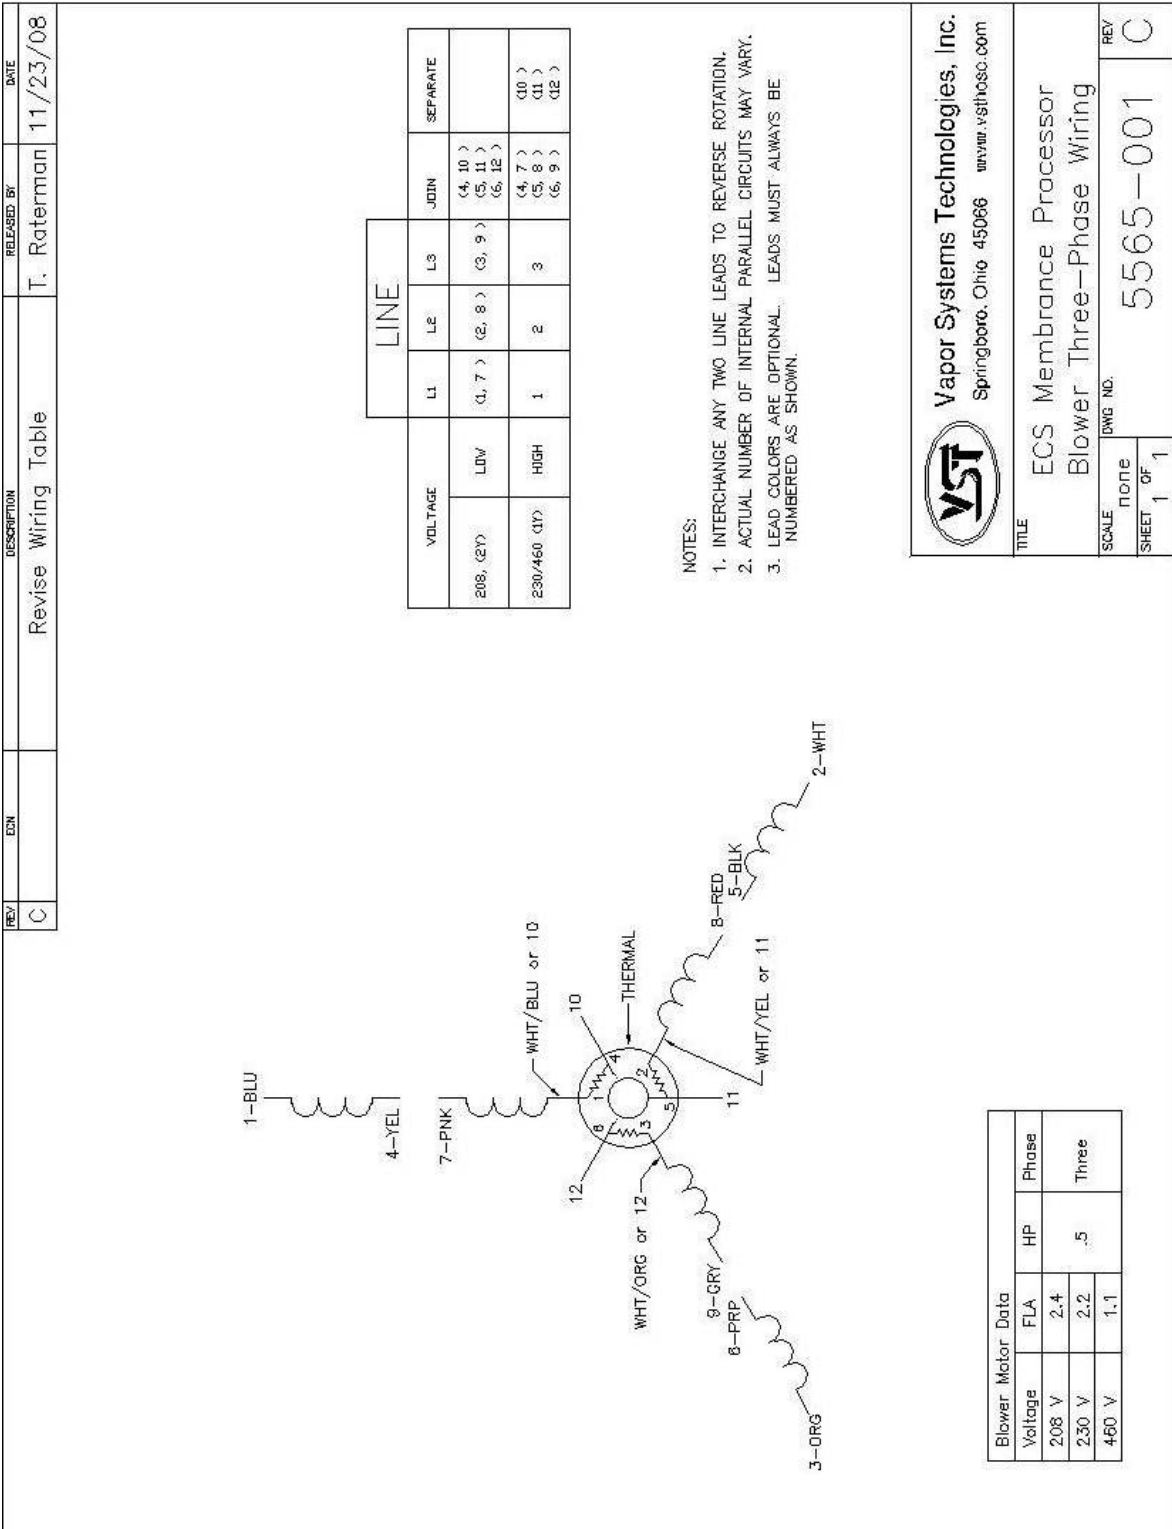 REV ECN DESCRIPTION RELEASED BY DATE
C Revise Wiring Table T. Raterman 11/23/08
LINE
VOLTAGE L1 L2 L3 JOIN SEPARATE
208, (2Y) LOW (1, 7 ) (2, 8 ) (3, 9 ) (4, 10 )
(5, 11 )
(6, 12 )
230/460 (1Y) HIGH 1 2 3 (4, 7 ) (10 )
(5, 8 ) (11 )
(6, 9 ) (12 )
1-BLU
4-YEL
7-PNK
WHT/BLU or 10
10
12
THERMAL
1
4
6
2
3
5
WHT/ORG or 12
11
WHT/YEL or 11
8-RED
5-BLK
2-WHT
9-GRY
6-PRP
3-ORG
NOTES:
1. INTERCHANGE ANY TWO LINE LEADS TO REVERSE ROTATION.
2. ACTUAL NUMBER OF INTERNAL PARALLEL CIRCUITS MAY VARY.
3. LEAD COLORS ARE OPTIONAL. LEADS MUST ALWAYS BE
NUMBERED AS SHOWN.
Blower Motor Data
Voltage FLA HP Phase
208 V 2.4
230 V 2.2 .5 Three
460 V 1.1
VST
Vapor Systems Technologies, Inc.
Springboro, Ohio 45066 www.vsthose.com
TITLE
ECS Membrance Processor
Blower Three-Phase Wiring
SCALE none
SHEET 1 OF 1
DWG NO.
5565-001
REV
C